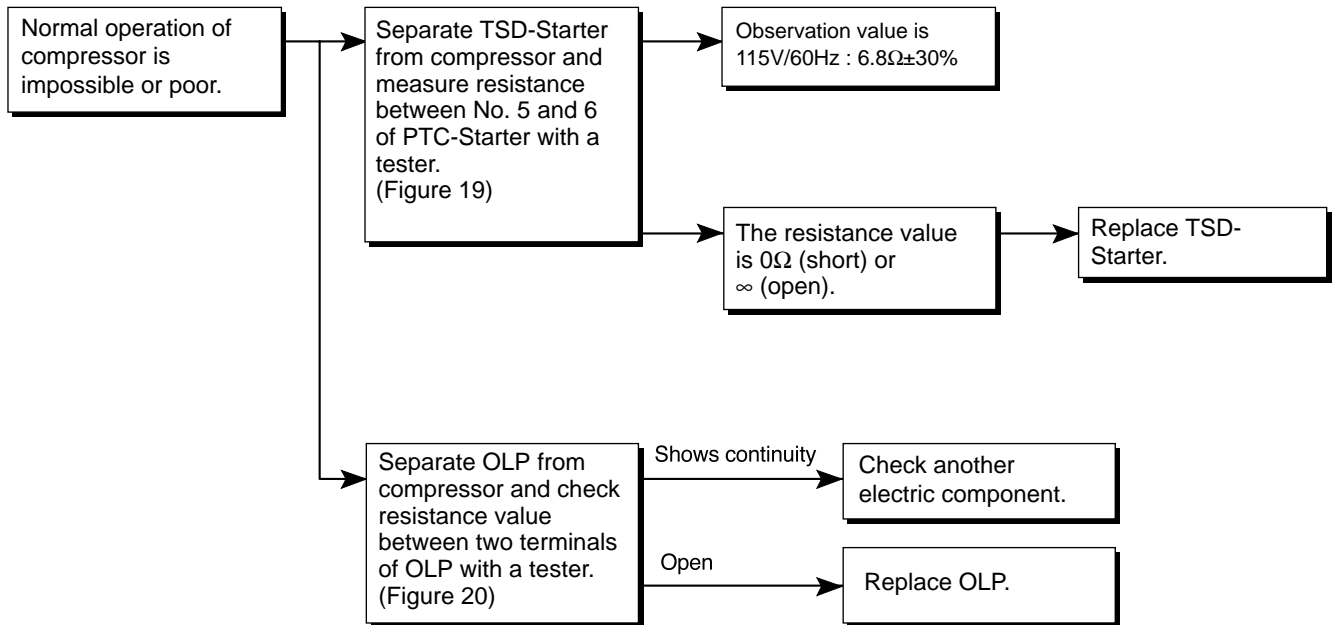 Normal operation of
compressor is
impossible or poor.
Separate TSD-Starter
from compressor and
measure resistance
between No. 5 and 6
of PTC-Starter with a
tester.
(Figure 19)
Observation value is
115V/60Hz : 6.8Ω±30%
The resistance value
is 0Ω (short) or
∞ (open).
Replace TSD-
Starter.
Separate OLP from
compressor and check
resistance value
between two terminals
of OLP with a tester.
(Figure 20)
Shows continuity
Check another
electric component.
Open
Replace OLP.